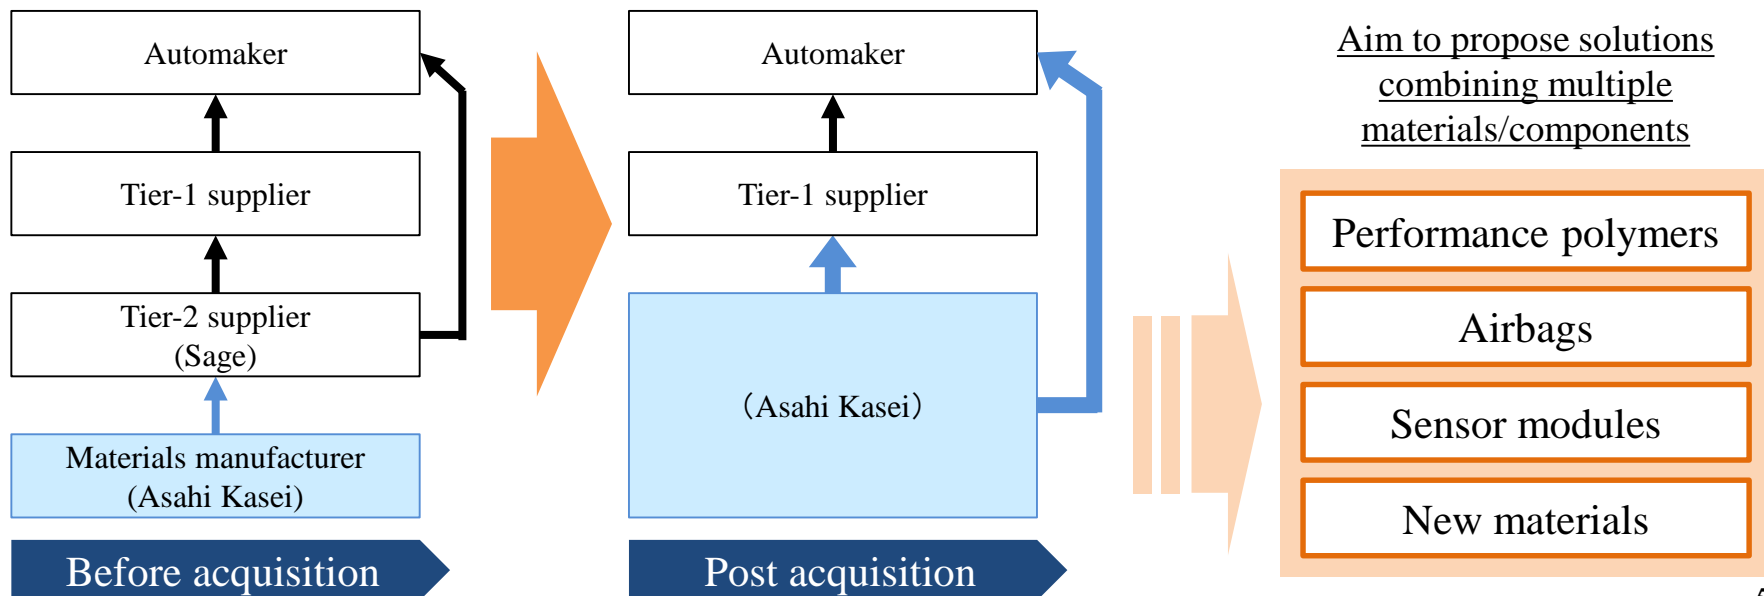 Automaker
Tier-1 supplier
Tier-2 supplier
(Sage)
Materials manufacturer
(Asahi Kasei)
Before acquisition
Automaker
Tier-1 supplier
（Asahi Kasei）
Post acquisition
Aim to propose solutions
combining multiple
materials/components
Performance polymers
Airbags
Sensor modules
New materials